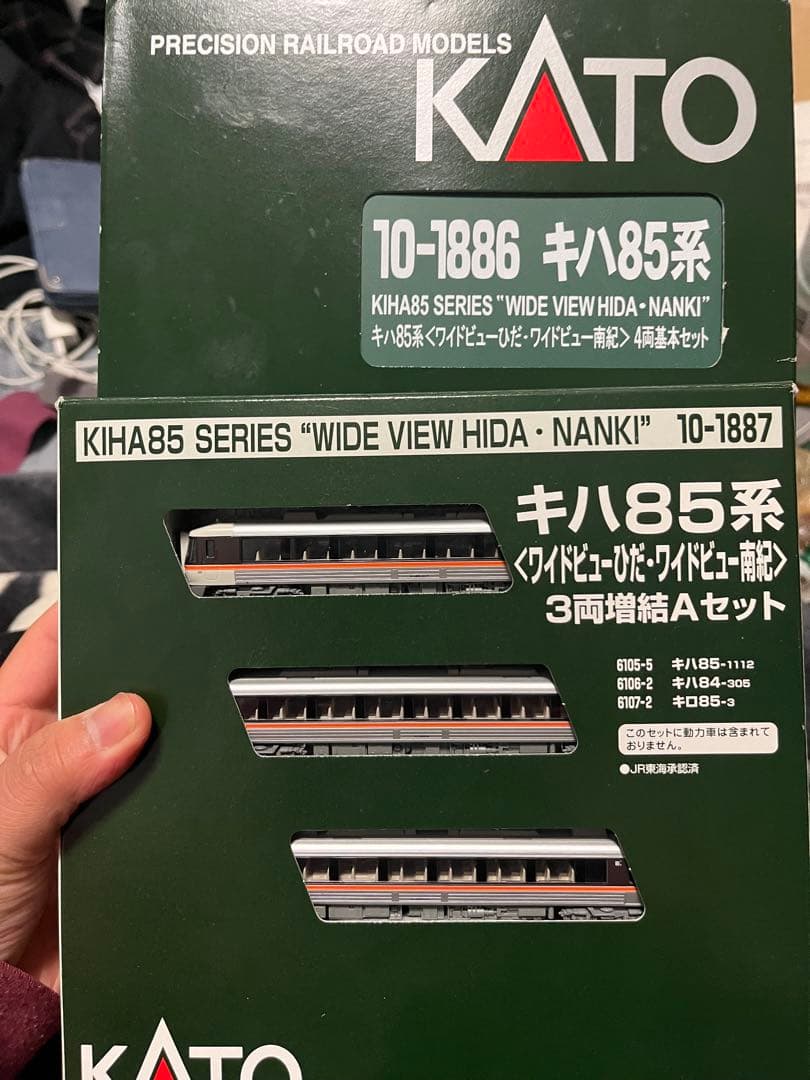 PRECISION RAILROAD MODELS
KATO
10-1886 キハ85系
KIHA85 SERIES "WIDE VIEW HIDA・NANKI"
キハ85系〈ワイドビューひだ・ワイドビュー南紀〉4両基本セット
KIHA85 SERIES "WIDE VIEW HIDA・NANKI" 10-1887
キハ85系
〈ワイドビューひだ・ワイドビュー南紀〉
3両増結Aセット
6105-5 キハ85-1112
6106-2 キハ84-305
6107-2 キロ85-3
このセットに動力車は含まれて
おりません。
●JR東海承認済
KATO